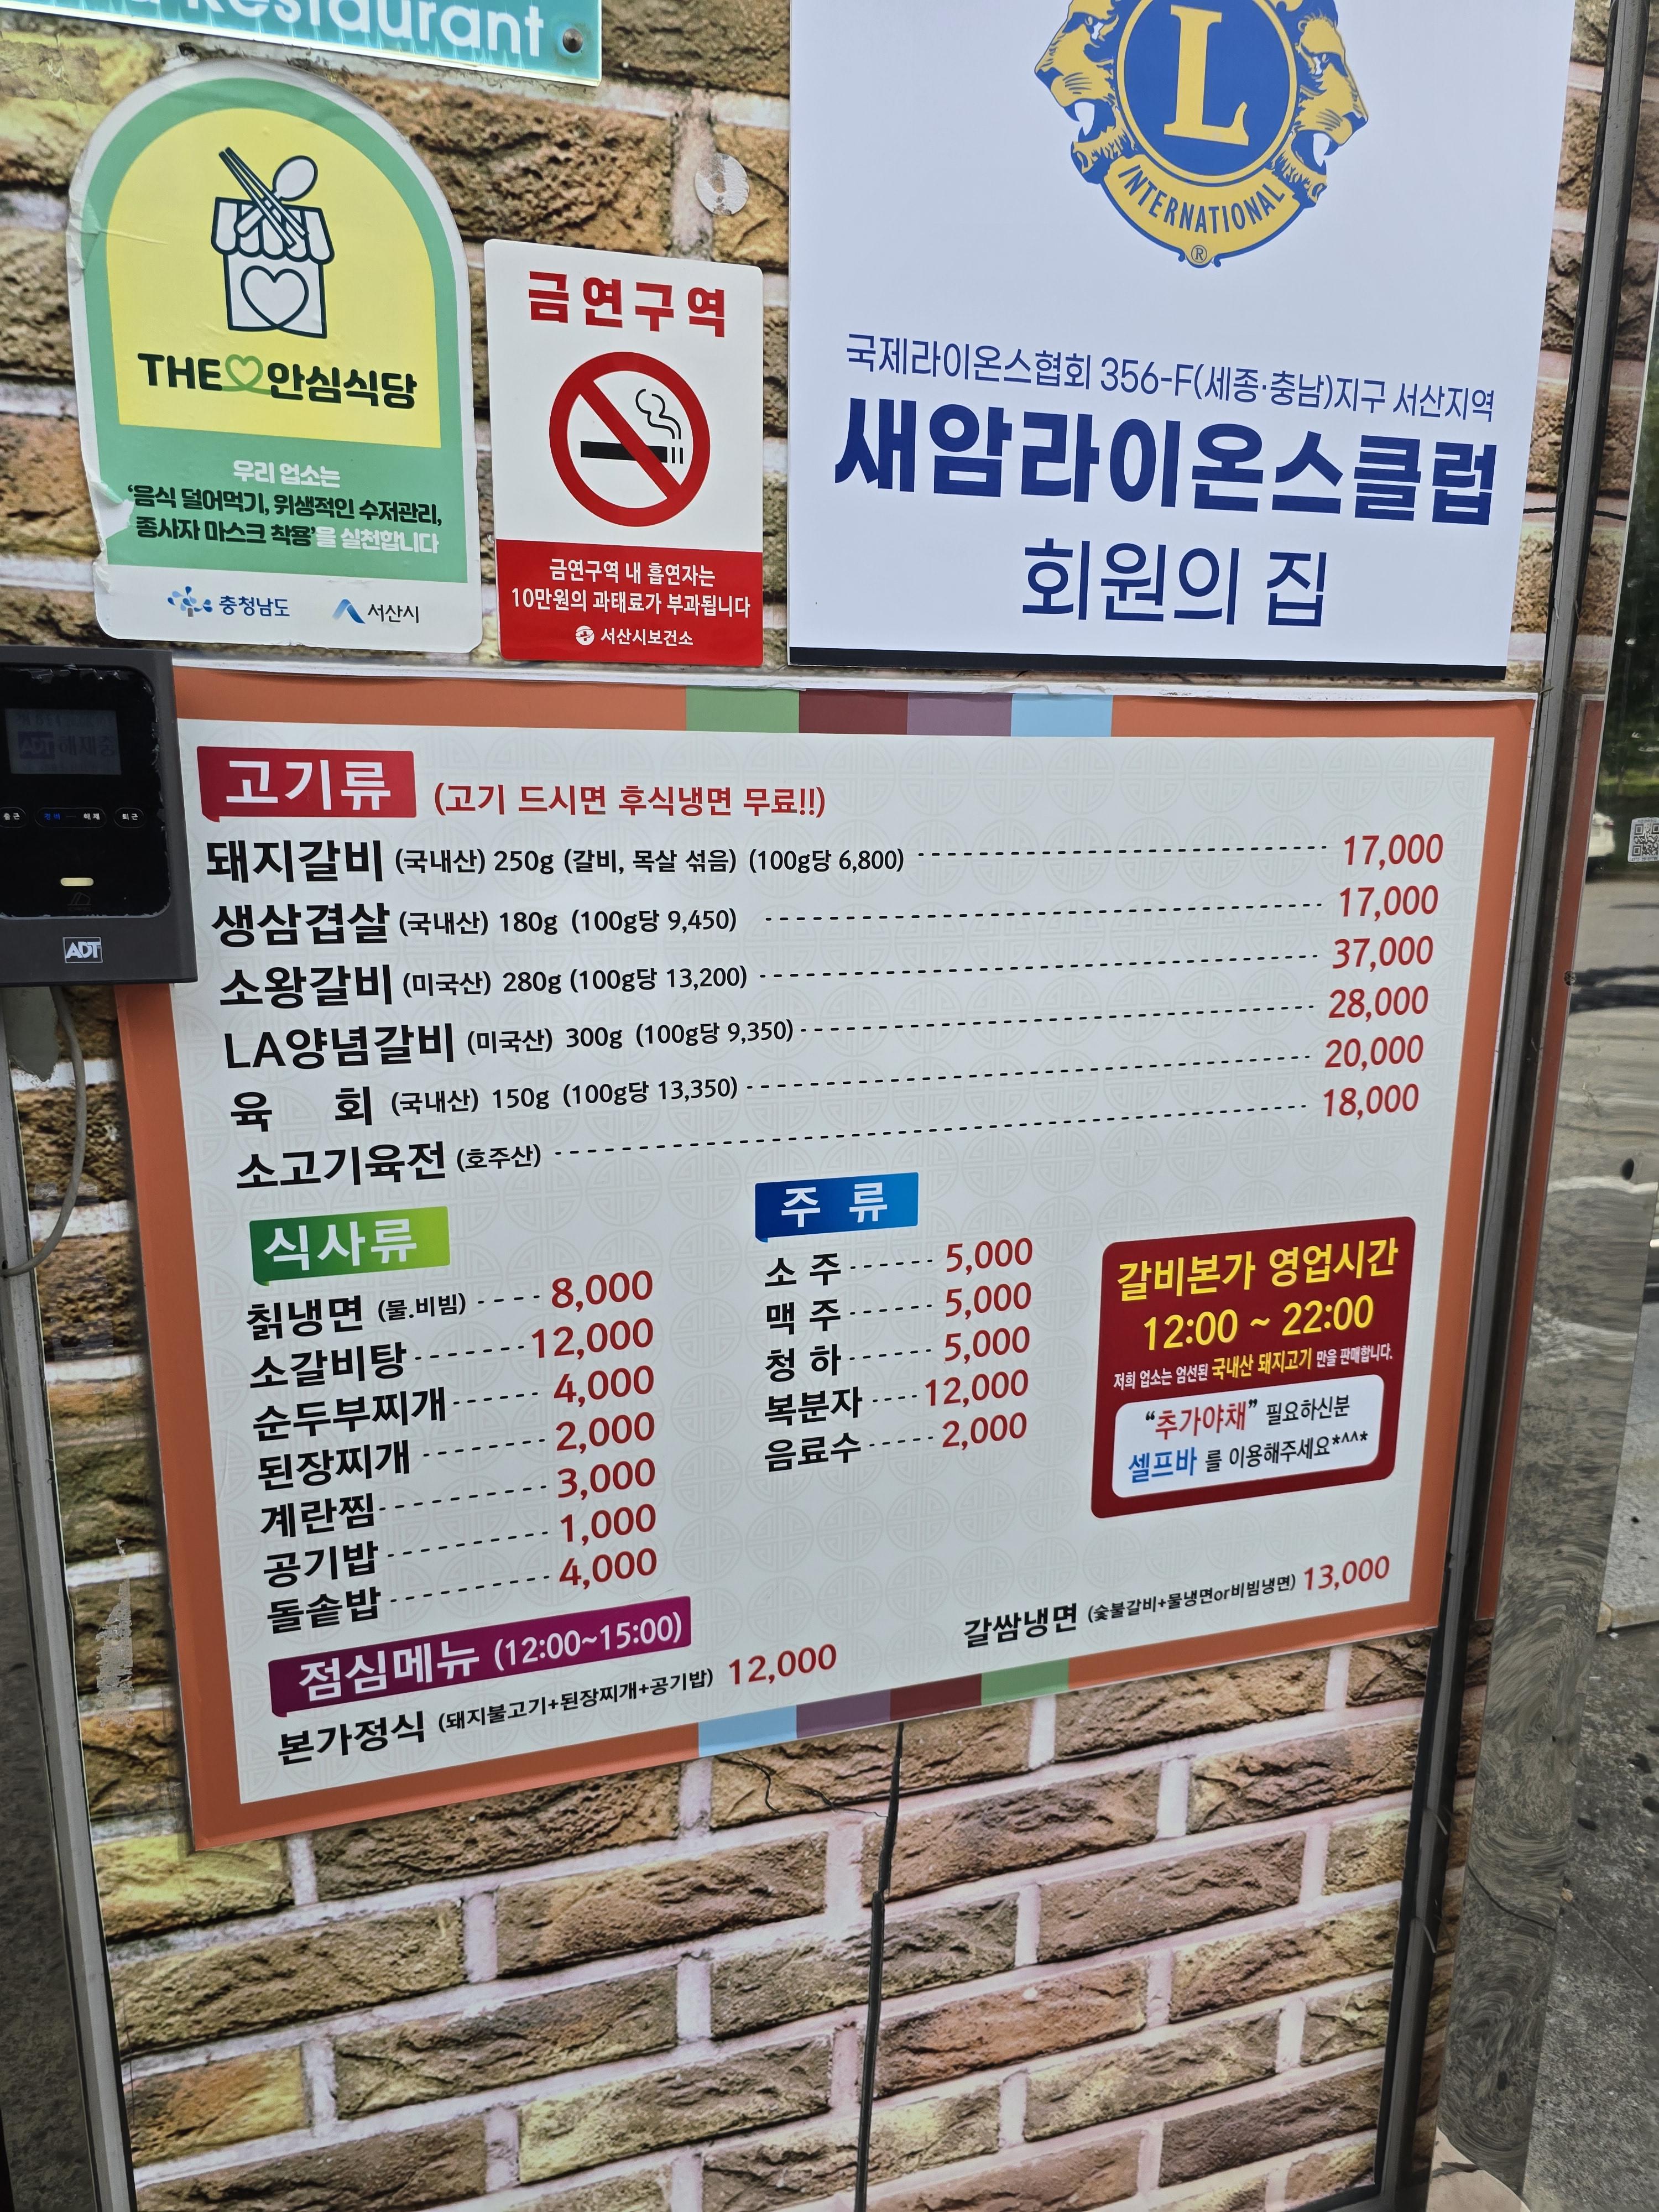 Restaurant
THE 안심식당
우리 업소는
'음식 덜어먹기, 위생적인 수저관리,
종사자 마스크 착용'을 실천합니다
충청남도 서산시
금연구역
금연구역 내 흡연자는
10만원의 과태료가 부과됩니다
서산시보건소
L
INTERNATIONAL
®
국제라이온스협회 356-F(세종·충남)지구 서산지역
새암라이온스클럽
회원의 집
ADT 해제중
출근 경비 해제 퇴근
ADT
고기류 (고기 드시면 후식냉면 무료!!)
돼지갈비 (국내산) 250g (갈비, 목살 섞음) (100g당 6,800) 17,000
생삼겹살 (국내산) 180g (100g당 9,450) 17,000
소왕갈비 (미국산) 280g (100g당 13,200) 37,000
LA양념갈비 (미국산) 300g (100g당 9,350) 28,000
육 회 (국내산) 150g (100g당 13,350) 20,000
소고기육전 (호주산) 18,000
식사류
칡냉면 (물.비빔) 8,000
소갈비탕 12,000
순두부찌개 4,000
된장찌개 2,000
계란찜 3,000
공기밥 1,000
돌솥밥 4,000
주 류
소 주 5,000
맥 주 5,000
청 하 5,000
복분자 12,000
음료수 2,000
갈비본가 영업시간
12:00 ~ 22:00
저희 업소는 엄선된 국내산 돼지고기 만을 판매합니다.
"추가야채" 필요하신분
셀프바 를 이용해주세요*^^*
점심메뉴 (12:00~15:00)
본가정식 (돼지불고기+된장찌개+공기밥) 12,000
갈쌈냉면 (숯불갈비+물냉면or비빔냉면) 13,000